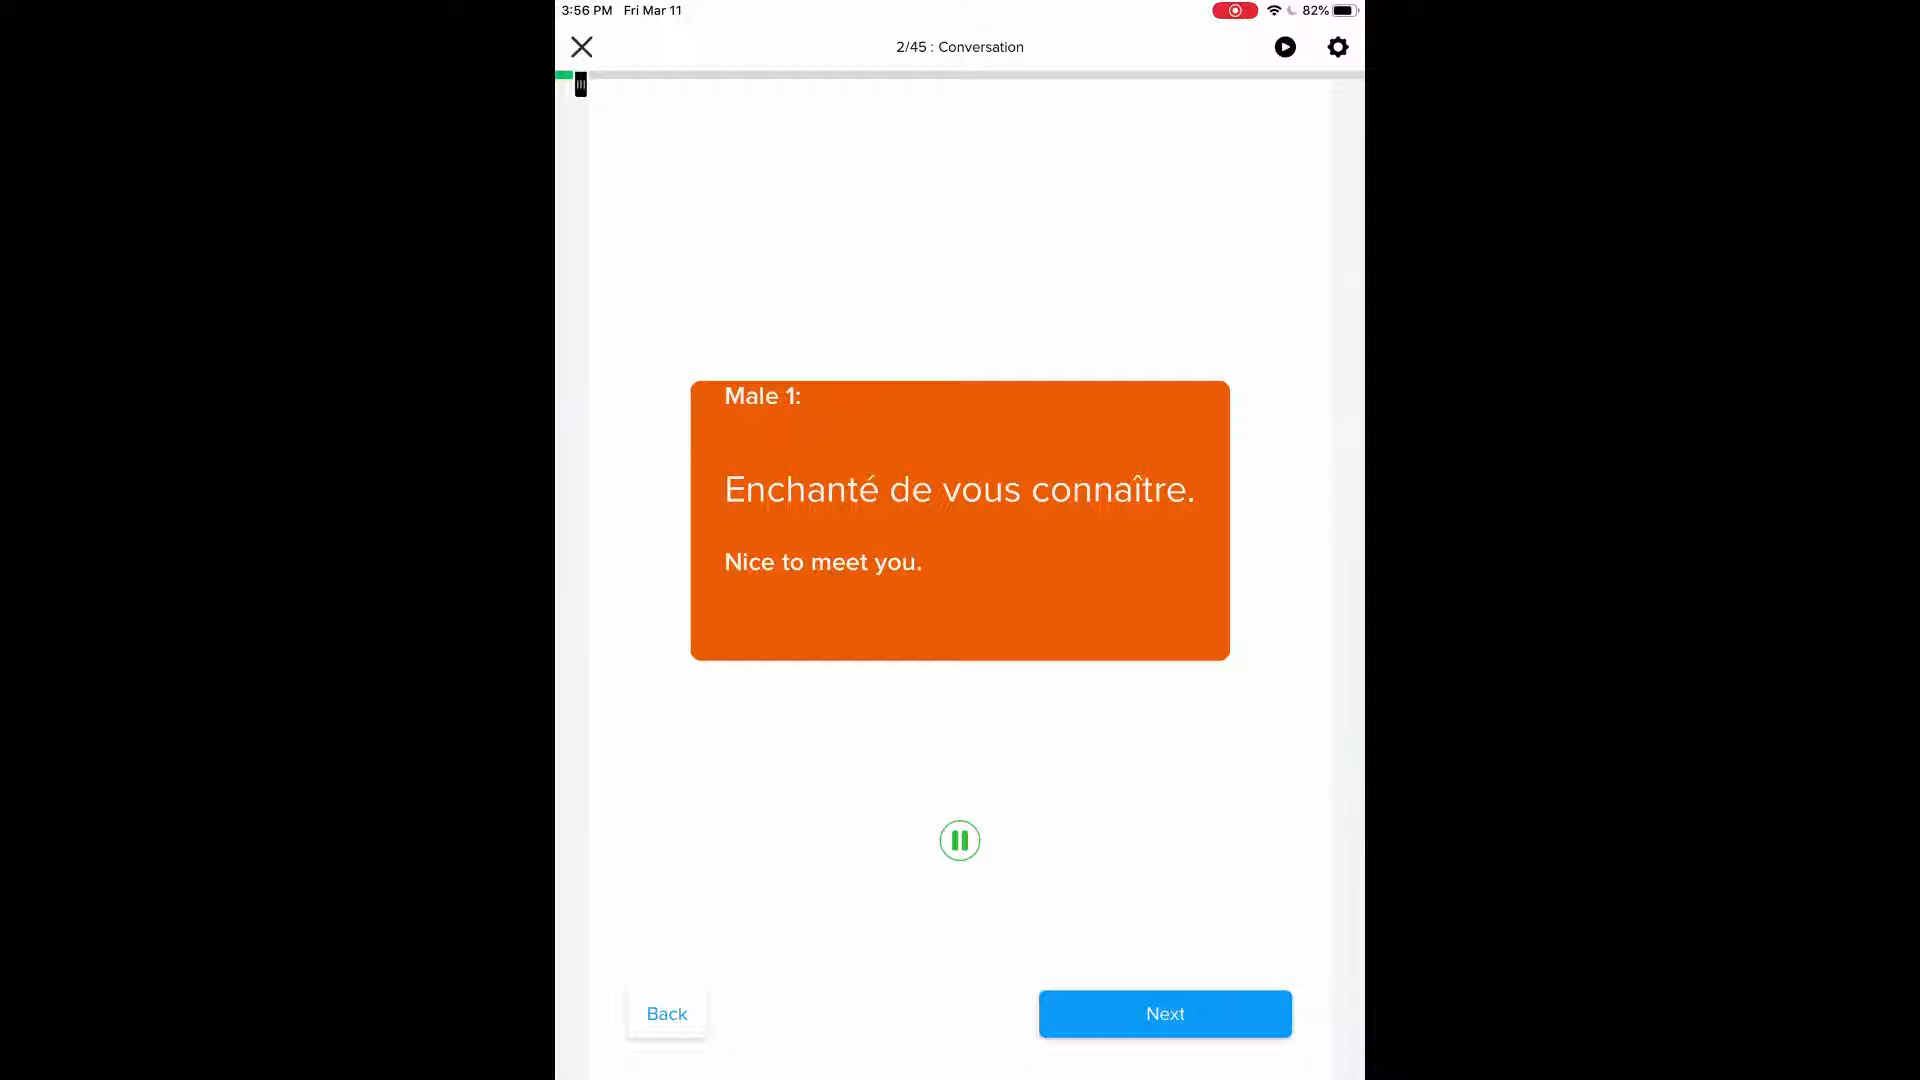 3:56 PM Fri Mar 11
82%
2/45 : Conversation
Male 1:
Enchanté de vous connaître.
Nice to meet you.
Back
Next